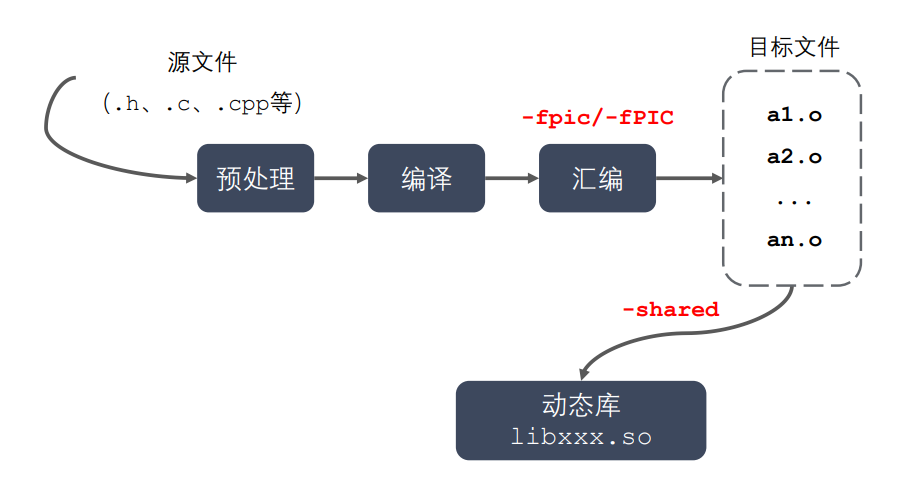 源文件
（.h、.c、.cpp等）
预处理
编译
-fpic/-fPIC
汇编
目标文件
a1.o
a2.o
...
an.o
-shared
动态库
libxxx.so